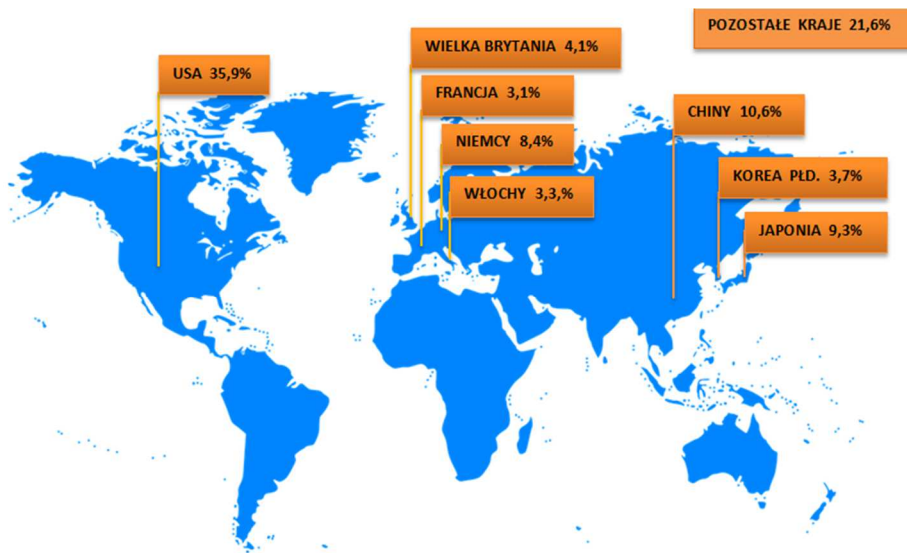 POZOSTAŁE KRAJE 21,6%
WIELKA BRYTANIA 4,1%
USA 35,9%
FRANCJA 3,1%
CHINY 10,6%
NIEMCY 8,4%
KOREA PŁD. 3,7%
WŁOCHY 3,3,%
JAPONIA 9,3%